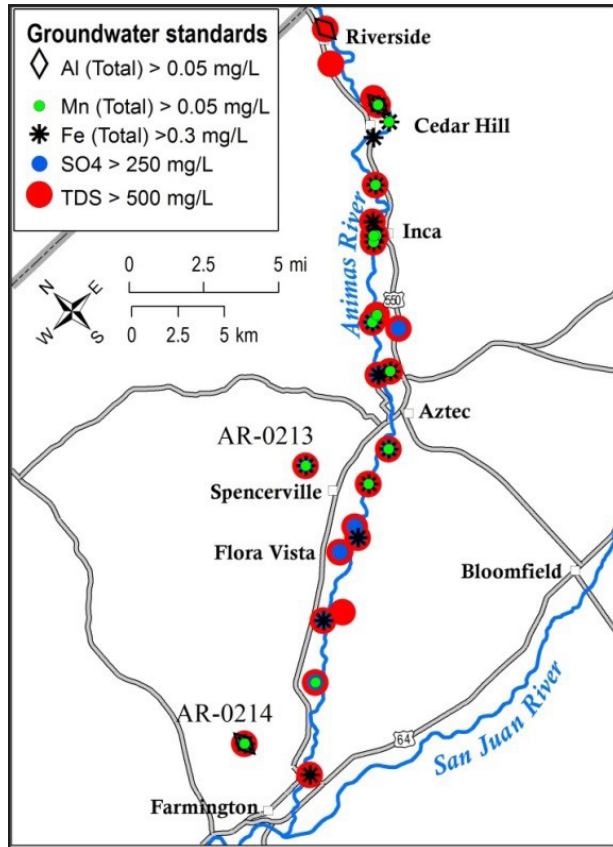 Groundwater standards
Al (Total) > 0.05 mg/L
Mn (Total) > 0.05 mg/L
Fe (Total) >0.3 mg/L
SO4 > 250 mg/L
TDS > 500 mg/L
Riverside
Cedar Hill
Inca
Animas River
0 2.5 5 mi
0 2.5 5 km
N
E
W
S
550
Aztec
AR-0213
Spencerville
Flora Vista
Bloomfield
AR-0214
64
San Juan River
Farmington